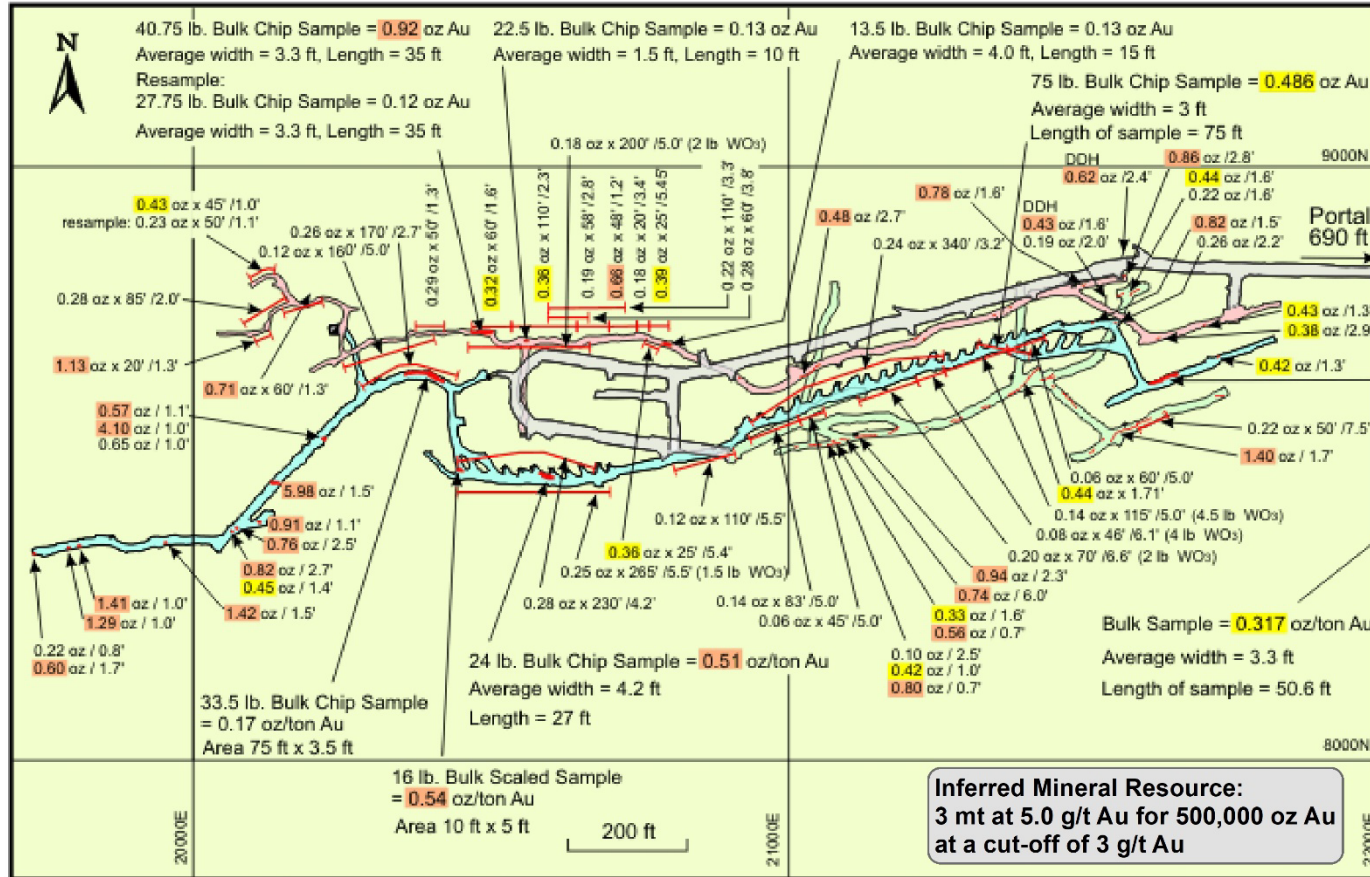 N
40.75 lb. Bulk Chip Sample = 0.92 oz Au
Average width = 3.3 ft, Length = 35 ft
Resample:
27.75 lb. Bulk Chip Sample = 0.12 oz Au
Average width = 3.3 ft, Length = 35 ft
22.5 lb. Bulk Chip Sample = 0.13 oz Au
Average width = 1.5 ft, Length = 10 ft
13.5 lb. Bulk Chip Sample = 0.13 oz Au
Average width = 4.0 ft, Length = 15 ft
75 lb. Bulk Chip Sample = 0.486 oz Au
Average width = 3 ft
Length of sample = 75 ft
9000N
0.18 oz x 200' /5.0' (2 lb WO3)
0.43 oz x 45' /1.0'
resample: 0.23 oz x 50' /1.1'
0.26 oz x 170' /2.7'
0.12 oz x 160' /5.0'
0.29 oz x 50' /1.3'
0.32 oz x 60' /1.6'
0.36 oz x 110' /2.3'
0.19 oz x 58' /2.8'
0.66 oz x 48' /1.2'
0.18 oz x 20' /3.4'
0.39 oz x 25' /5.45'
0.22 oz x 110' /3.3'
0.28 oz x 60' /3.8'
0.48 oz /2.7'
0.24 oz x 340' /3.2'
0.78 oz /1.6'
DDH
0.62 oz /2.4'
DDH
0.43 oz /1.6'
0.19 oz /2.0'
0.86 oz /2.8'
0.44 oz /1.6'
0.22 oz /1.6'
0.82 oz /1.5'
0.26 oz /2.2'
Portal
690 ft
0.28 oz x 85' /2.0'
1.13 oz x 20' /1.3'
0.71 oz x 60' /1.3'
0.43 oz /1.3
0.38 oz /2.9
0.42 oz /1.3'
0.57 oz / 1.1'
4.10 oz / 1.0'
0.65 oz / 1.0'
0.22 oz x 50' /7.5'
1.40 oz / 1.7'
5.98 oz / 1.5'
0.91 oz / 1.1'
0.76 oz / 2.5'
0.82 oz / 2.7'
0.45 oz / 1.4'
1.42 oz / 1.5'
1.41 oz / 1.0'
1.29 oz / 1.0'
0.22 oz / 0.8'
0.60 oz / 1.7'
0.12 oz x 110' /5.5'
0.36 oz x 25' /5.4'
0.25 oz x 265' /5.5' (1.5 lb WO3)
0.28 oz x 230' /4.2'
0.06 oz x 60' /5.0'
0.44 oz x 1.71'
0.14 oz x 115' /5.0' (4.5 lb WO3)
0.08 oz x 46' /6.1' (4 lb WO3)
0.20 oz x 70' /6.6' (2 lb WO3)
0.94 oz / 2.3'
0.74 oz / 6.0'
0.14 oz x 83' /5.0'
0.06 oz x 45' /5.0'
0.33 oz / 1.6'
0.56 oz / 0.7'
0.10 oz / 2.5'
0.42 oz / 1.0'
0.80 oz / 0.7'
Bulk Sample = 0.317 oz/ton Au
Average width = 3.3 ft
Length of sample = 50.6 ft
24 lb. Bulk Chip Sample = 0.51 oz/ton Au
Average width = 4.2 ft
Length = 27 ft
33.5 lb. Bulk Chip Sample
= 0.17 oz/ton Au
Area 75 ft x 3.5 ft
16 lb. Bulk Scaled Sample
= 0.54 oz/ton Au
Area 10 ft x 5 ft
200 ft
8000N
20000E
21000E
Inferred Mineral Resource:
3 mt at 5.0 g/t Au for 500,000 oz Au
at a cut-off of 3 g/t Au